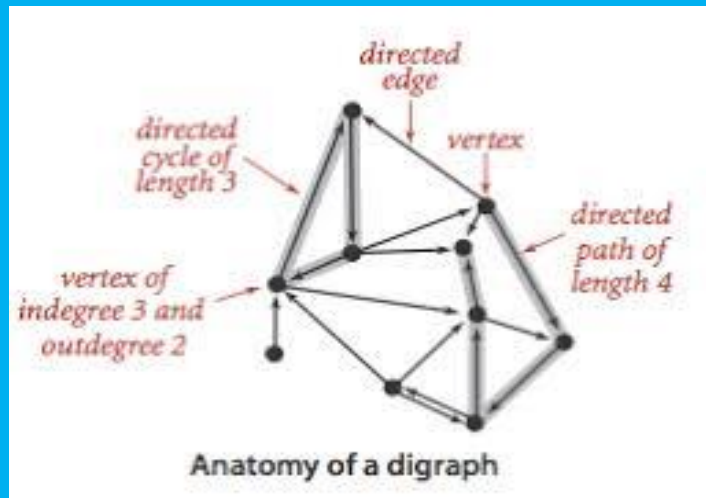 directed
edge
directed
cycle of
length 3
vertex
directed
path of
length 4
vertex of
indegree 3 and
outdegree 2
Anatomy of a digraph